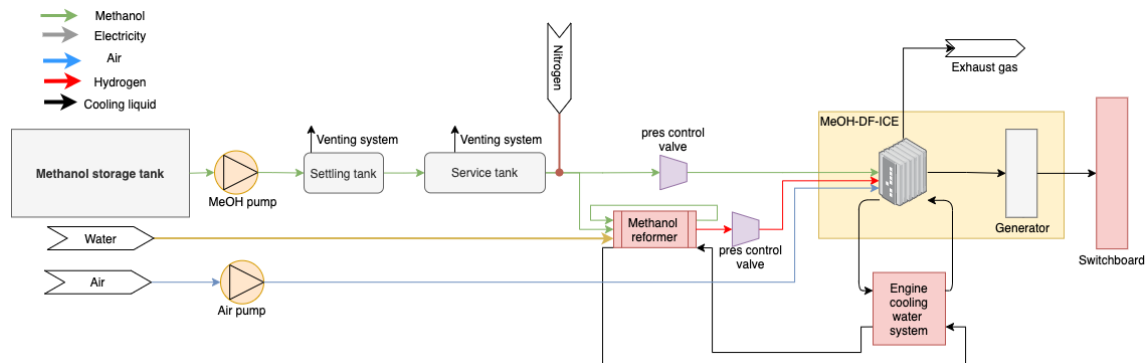 Methanol
Electricity
Air
Hydrogen
Cooling liquid
Nitrogen
Exhaust gas
MeOH-DF-ICE
Venting system
Venting system
pres control
valve
Methanol storage tank
Settling tank
Service tank
MeOH pump
Generator
Switchboard
Water
Methanol
reformer
pres control
valve
Air
Air pump
Engine
cooling
water
system